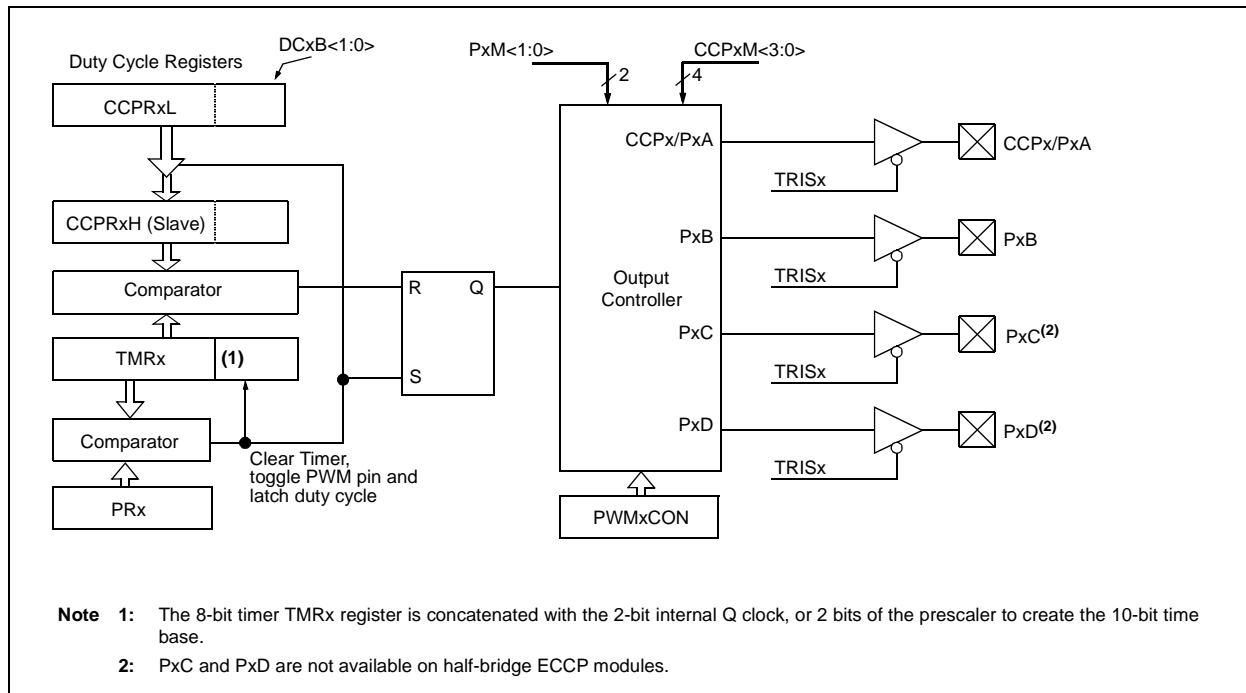 DCxB<1:0>
Duty Cycle Registers
CCPRxL
CCPRxH (Slave)
Comparator
TMRx
(1)
Comparator
PRx
Clear Timer,
toggle PWM pin and
latch duty cycle
R
Q
S
PxM<1:0>
2
CCPxM<3:0>
4
Output
Controller
CCPx/PxA
PxB
PxC
PxD
PWMxCON
TRISx
CCPx/PxA
TRISx
PxB
TRISx
PxC(2)
TRISx
PxD(2)
Note 1: The 8-bit timer TMRx register is concatenated with the 2-bit internal Q clock, or 2 bits of the prescaler to create the 10-bit time
base.
2: PxC and PxD are not available on half-bridge ECCP modules.